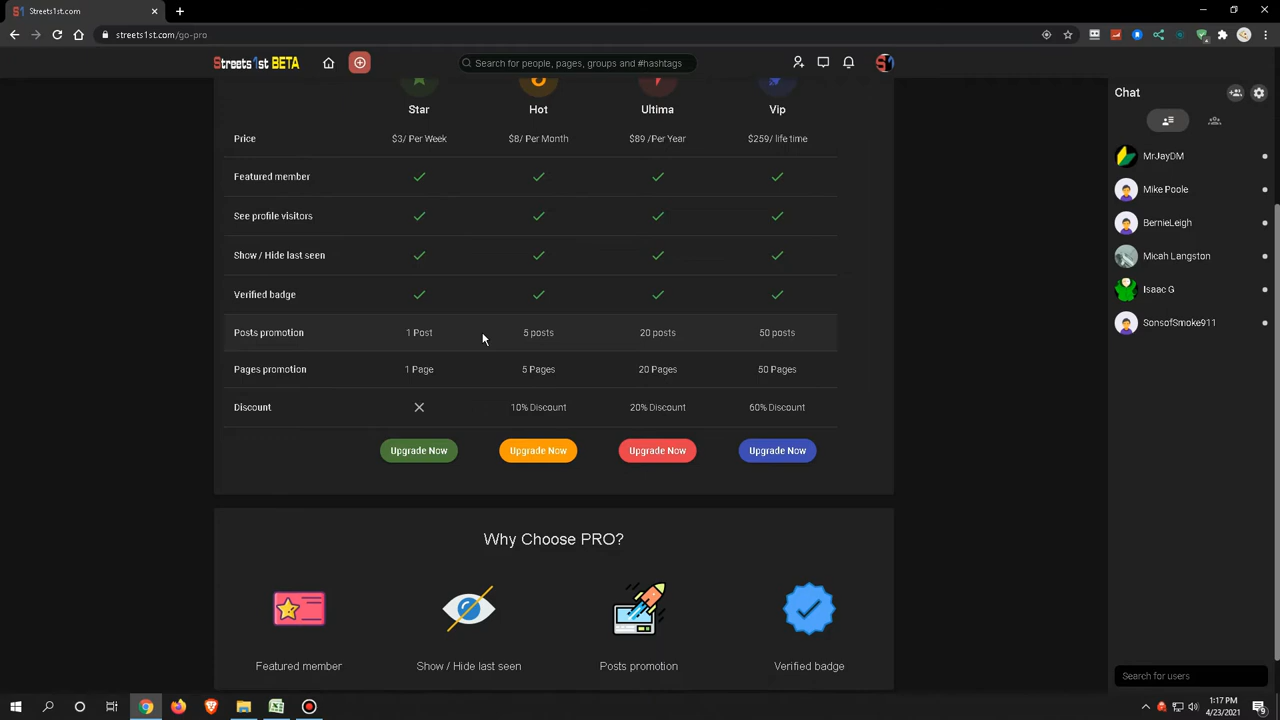 Streets1st.com
streets1st.com/go-pro
Streets1st BETA
Search for people, pages, groups and #hashtags
Star Hot Ultima Vip
Price $3/ Per Week $8/ Per Month $89 /Per Year $259/ life time
Featured member
See profile visitors
Show / Hide last seen
Verified badge
Posts promotion 1 Post 5 posts 20 posts 50 posts
Pages promotion 1 Page 5 Pages 20 Pages 50 Pages
Discount 10% Discount 20% Discount 60% Discount
Upgrade Now Upgrade Now Upgrade Now Upgrade Now
Why Choose PRO?
Featured member Show / Hide last seen Posts promotion Verified badge
Chat
MrJayDM
Mike Poole
BernieLeigh
Micah Langston
Isaac G
SonsofSmoke911
Search for users
1:17 PM
4/23/2021